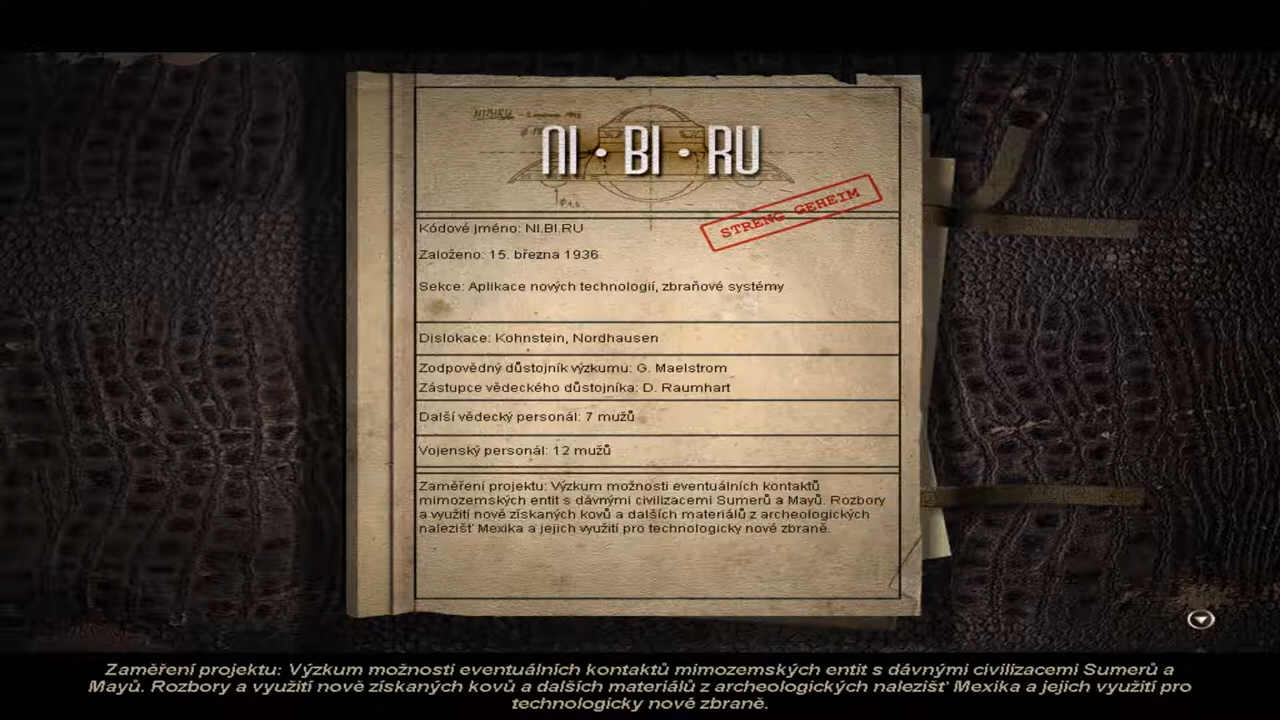 NIBIRU
NI · BI · RU
STRENG GEHEIM
Kódové jméno: NI.BI.RU
Založeno: 15. března 1936
Sekce: Aplikace nových technologií, zbraňové systémy
Dislokace: Kohnstein, Nordhausen
Zodpovědný důstojník výzkumu: G. Maelstrom
Zástupce vědeckého důstojníka: D. Raumhart
Další vědecký personál: 7 mužů
Vojenský personál: 12 mužů
Zaměření projektu: Výzkum možnosti eventuálních kontaktů
mimozemských entit s dávnými civilizacemi Sumerů a Mayů. Rozbory
a využití nově získaných kovů a dalších materiálů z archeologických
nalezišť Mexika a jejich využití pro technologicky nové zbraně.
Zaměření projektu: Výzkum možnosti eventuálních kontaktů mimozemských entit s dávnými civilizacemi Sumerů a
Mayů. Rozbory a využití nově získaných kovů a dalších materiálů z archeologických nalezišť Mexika a jejich využití pro
technologicky nové zbraně.